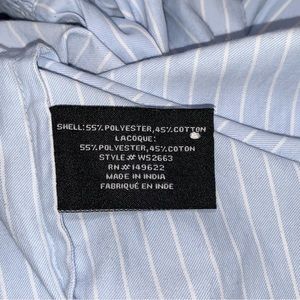 SHELL:55%POLYESTER,45%COTTON
LACOQUE:
55%POLYESTER,45%COTON
STYLE# WS2663
RN#149622
MADE IN INDIA
FABRIQUÉ EN INDE